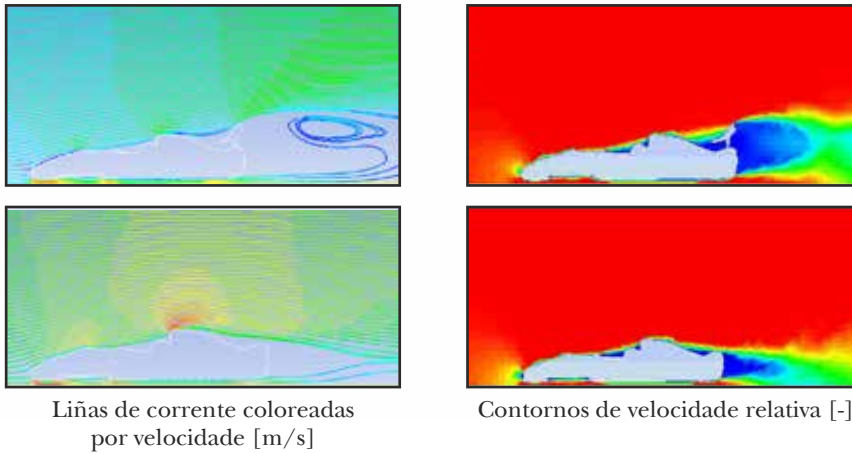 Liñas de corrente coloreadas
por velocidade [m/s]
Contornos de velocidade relativa [-]